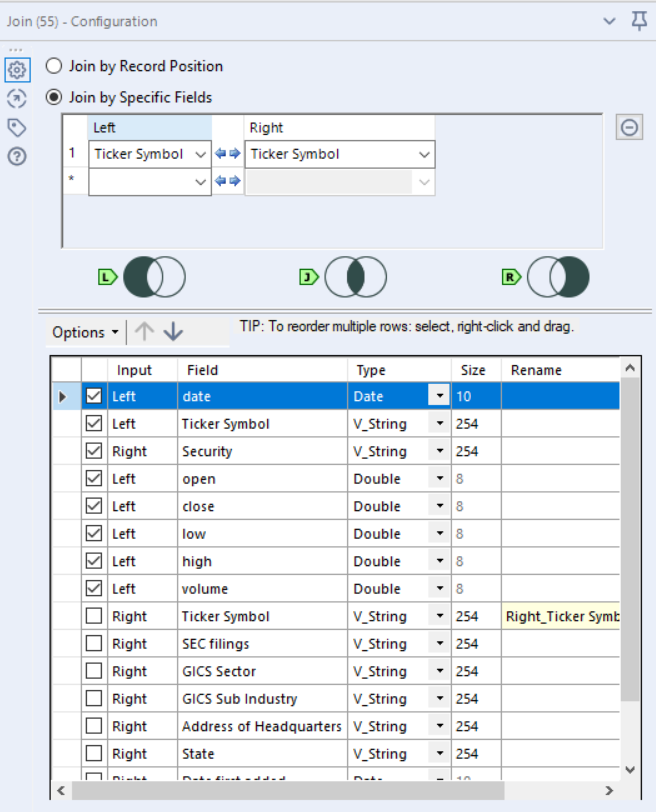 Join (55) - Configuration
Join by Record Position
Join by Specific Fields
Left Right
1 Ticker Symbol Ticker Symbol
*
L J R
Options TIP: To reorder multiple rows: select, right-click and drag.
Input Field Type Size Rename
Left date Date 10
Left Ticker Symbol V_String 254
Right Security V_String 254
Left open Double 8
Left close Double 8
Left low Double 8
Left high Double 8
Left volume Double 8
Right Ticker Symbol V_String 254 Right_Ticker Symb
Right SEC filings V_String 254
Right GICS Sector V_String 254
Right GICS Sub Industry V_String 254
Right Address of Headquarters V_String 254
Right State V_String 254
Right Date first added Date 10